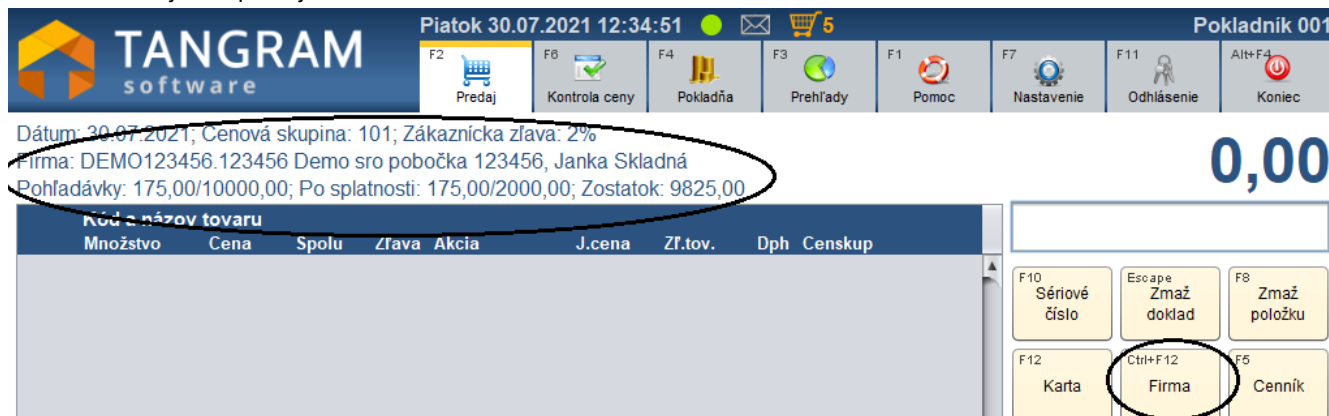 Piatok 30.07.2021 12:34:51 5 Pokladník 001
TANGRAM
software
F2 Predaj
F6 Kontrola ceny
F4 Pokladňa
F3 Prehľady
F1 Pomoc
F7 Nastavenie
F11 Odhlásenie
Alt+F4 Koniec
Dátum: 30.07.2021; Cenová skupina: 101; Zákaznícka zľava: 2%
Firma: DEMO123456.123456 Demo sro pobočka 123456, Janka Skladná
Pohľadávky: 175,00/10000,00; Po splatnosti: 175,00/2000,00; Zostatok: 9825,00
0,00
Kód a názov tovaru
Množstvo Cena Spolu Zľava Akcia J.cena Zľ.tov. Dph Censkup
F10 Sériové číslo
Escape Zmaž doklad
F8 Zmaž položku
F12 Karta
Ctrl+F12 Firma
F5 Cenník